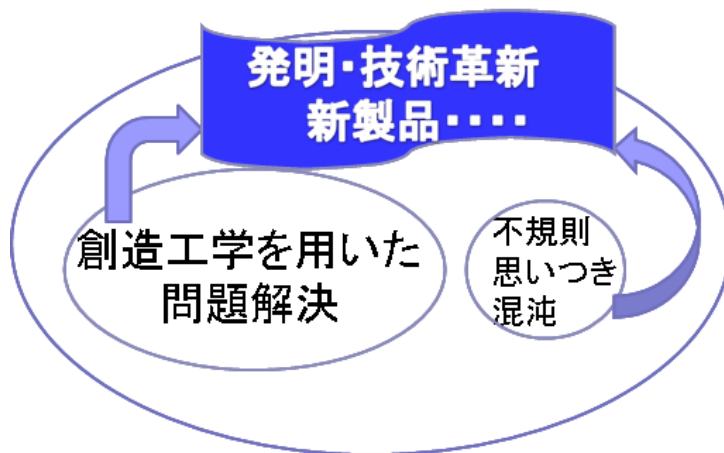 発明・技術革新
新製品・・・・
創造工学を用いた
問題解決
不規則
思いつき
混沌